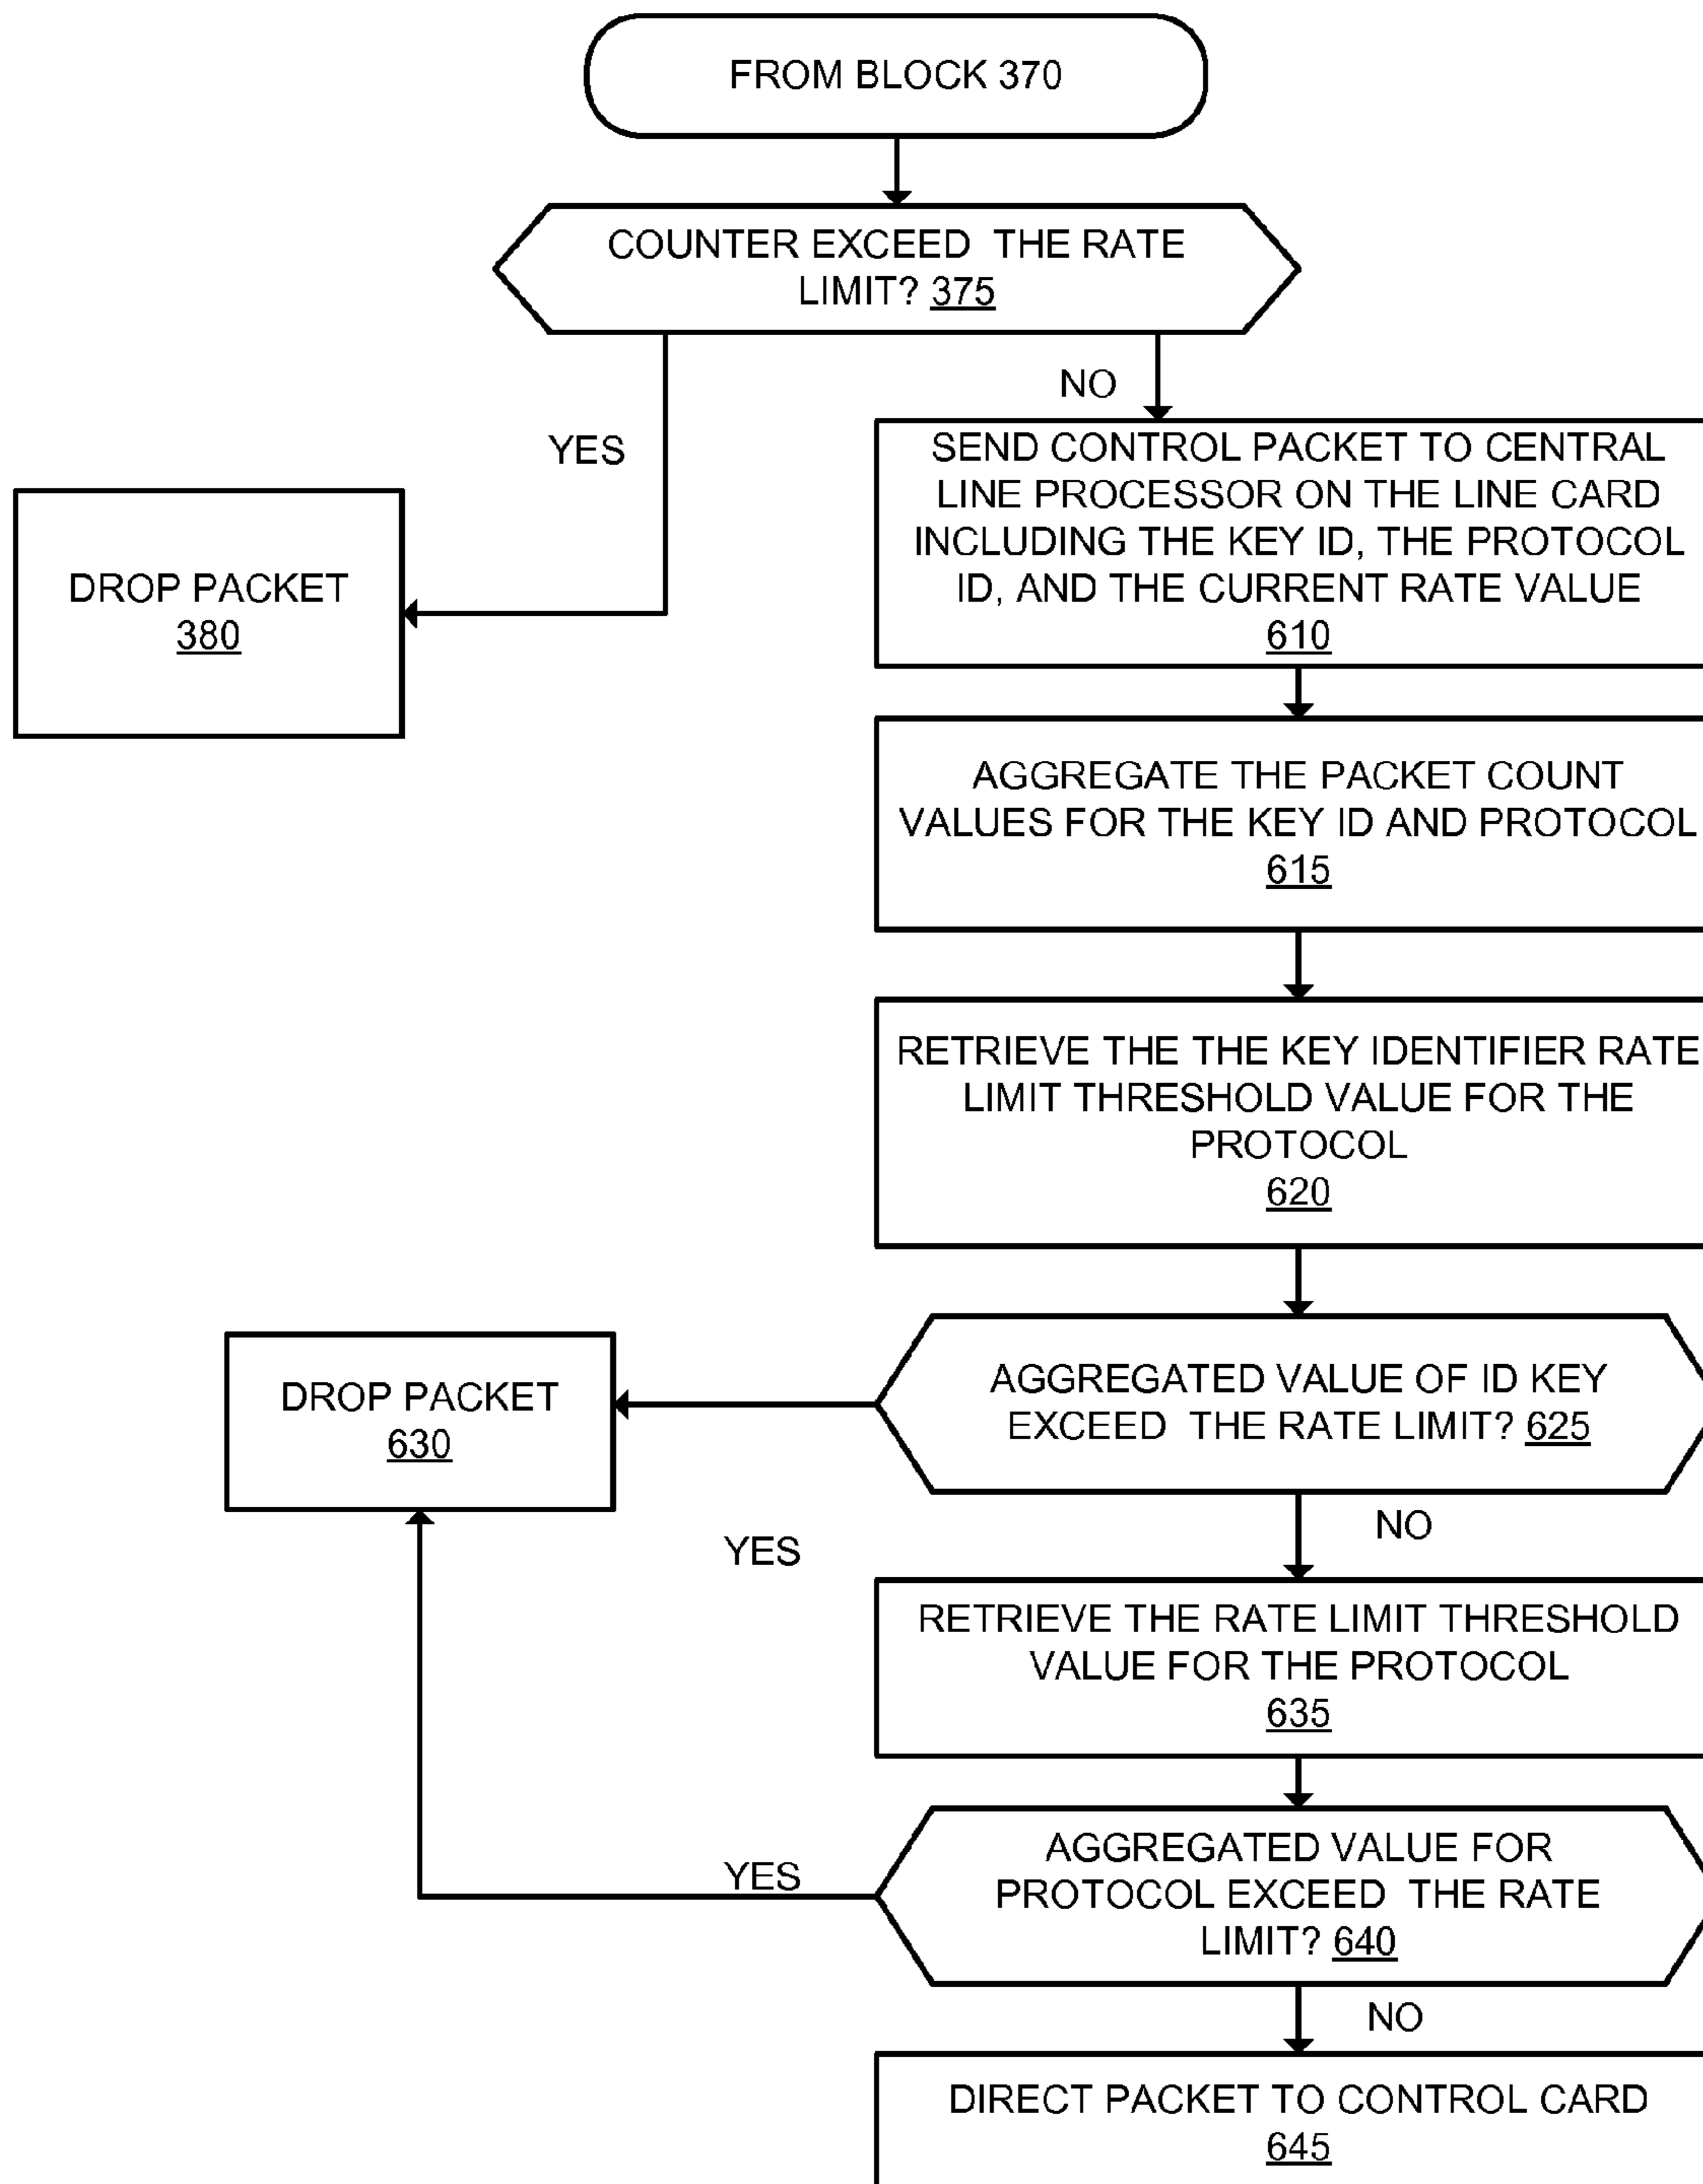 FROM BLOCK 370
COUNTER EXCEED THE RATE
LIMIT? 375
NO
YES
SEND CONTROL PACKET TO CENTRAL
LINE PROCESSOR ON THE LINE CARD
INCLUDING THE KEY ID, THE PROTOCOL
ID, AND THE CURRENT RATE VALUE
610
DROP PACKET
380
AGGREGATE THE PACKET COUNT
VALUES FOR THE KEY ID AND PROTOCOL
615
RETRIEVE THE THE KEY IDENTIFIER RATE
LIMIT THRESHOLD VALUE FOR THE
PROTOCOL
620
AGGREGATED VALUE OF ID KEY
EXCEED THE RATE LIMIT? 625
DROP PACKET
630
NO
YES
RETRIEVE THE RATE LIMIT THRESHOLD
VALUE FOR THE PROTOCOL
635
AGGREGATED VALUE FOR
PROTOCOL EXCEED THE RATE
LIMIT? 640
YES
NO
DIRECT PACKET TO CONTROL CARD
645